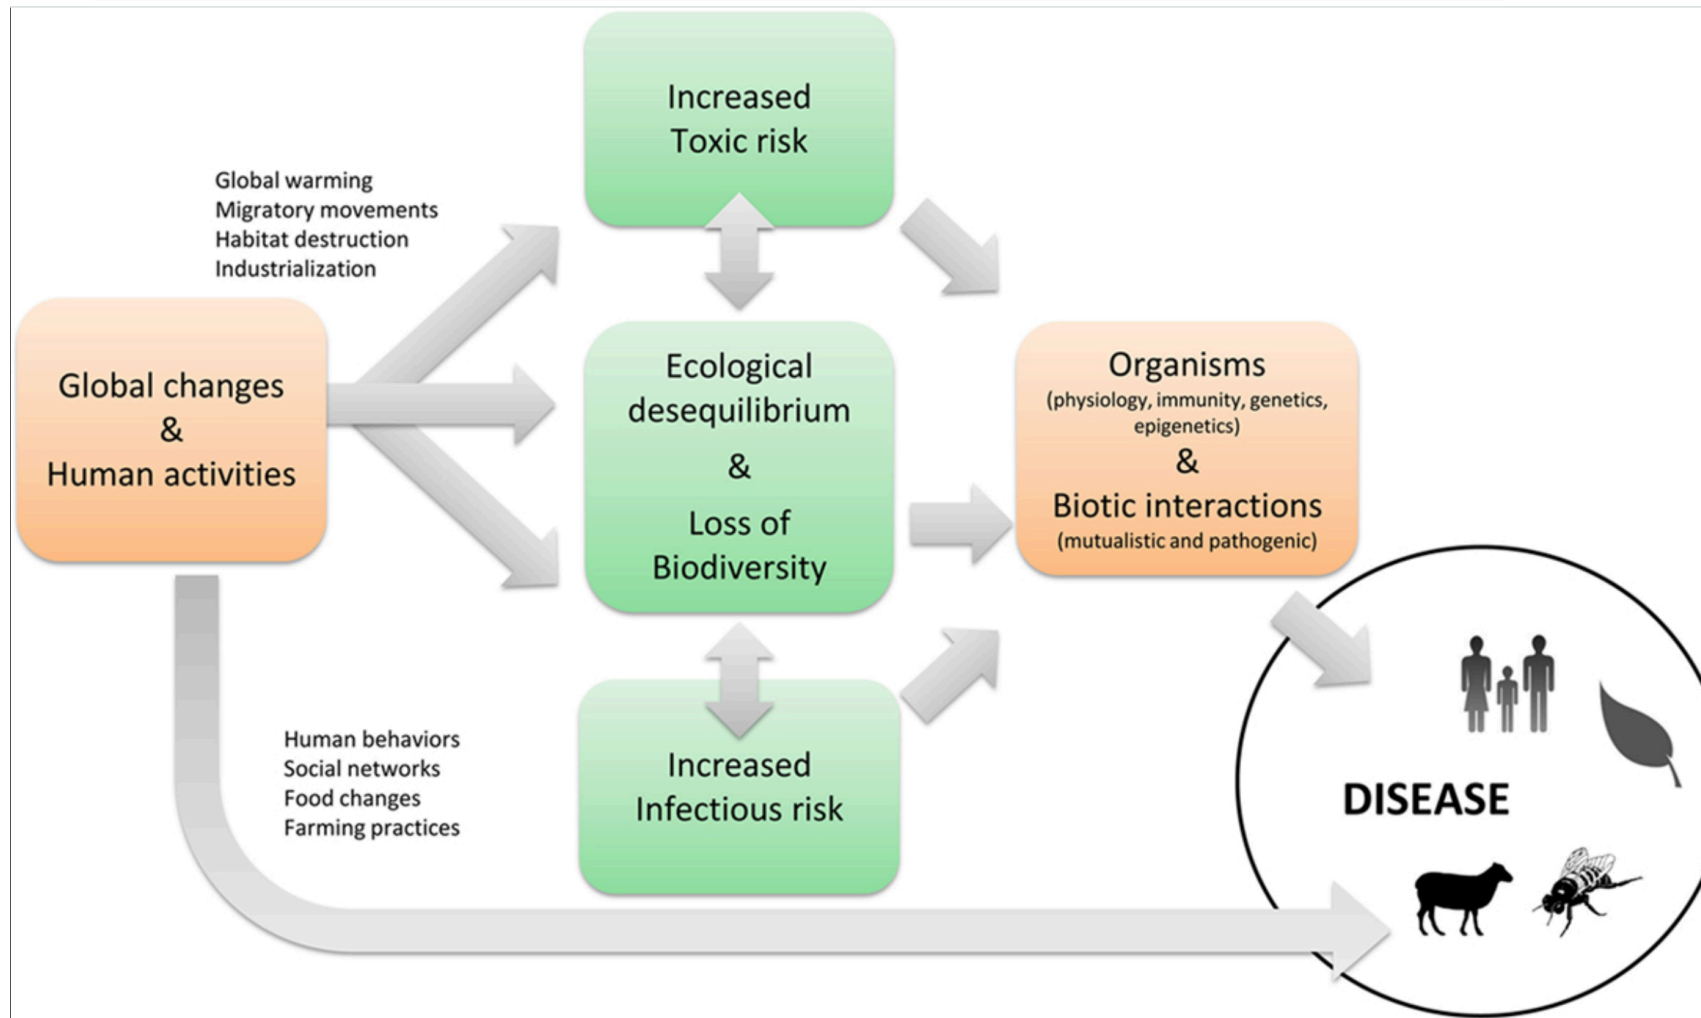 Increased
Toxic risk
Global warming
Migratory movements
Habitat destruction
Industrialization
Global changes
&
Human activities
Ecological
desequilibrium
&
Loss of
Biodiversity
Organisms
(physiology, immunity, genetics,
epigenetics)
&
Biotic interactions
(mutualistic and pathogenic)
Human behaviors
Social networks
Food changes
Farming practices
Increased
Infectious risk
DISEASE